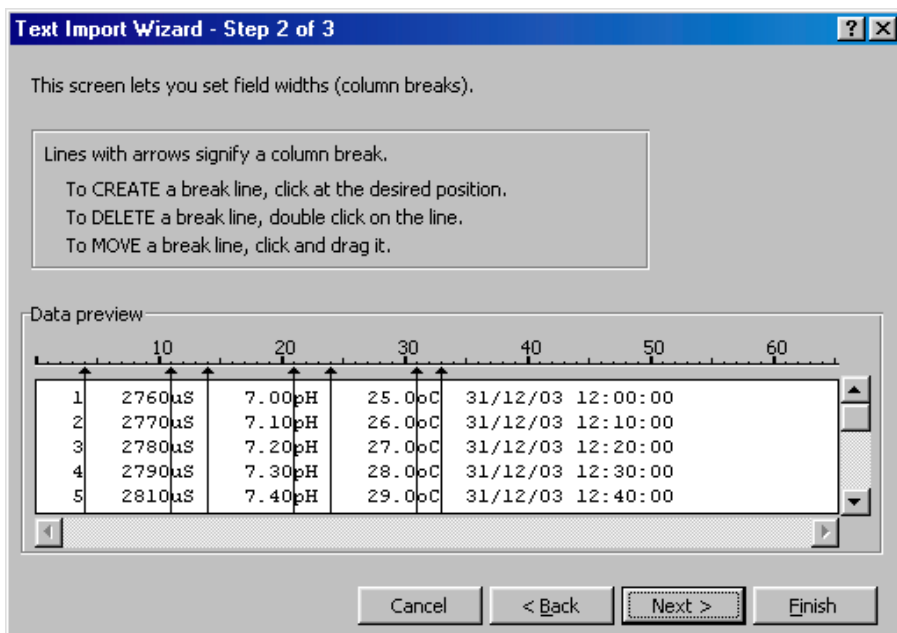 Text Import Wizard - Step 2 of 3
This screen lets you set field widths (column breaks).
Lines with arrows signify a column break.
To CREATE a break line, click at the desired position.
To DELETE a break line, double click on the line.
To MOVE a break line, click and drag it.
Data preview
10 20 30 40 50 60
1 2760uS 7.00pH 25.0oC 31/12/03 12:00:00
2 2770uS 7.10pH 26.0oC 31/12/03 12:10:00
3 2780uS 7.20pH 27.0oC 31/12/03 12:20:00
4 2790uS 7.30pH 28.0oC 31/12/03 12:30:00
5 2810uS 7.40pH 29.0oC 31/12/03 12:40:00
Cancel < Back Next > Finish